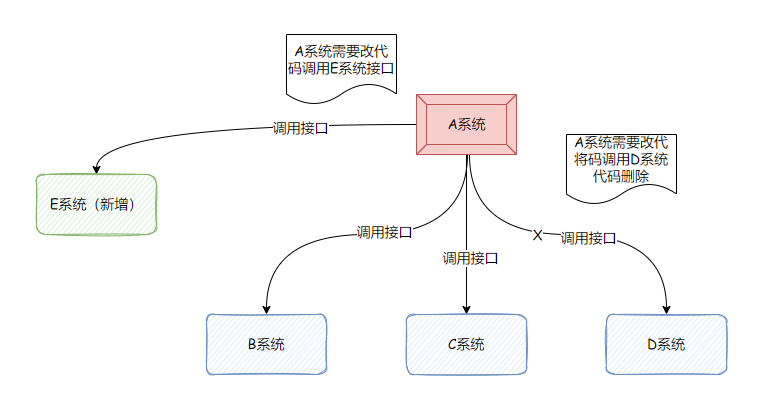 A系统需要改代
码调用E系统接口
A系统
调用接口
A系统需要改代
将码调用D系统
代码删除
E系统（新增）
调用接口
X
调用接口
调用接口
B系统
C系统
D系统